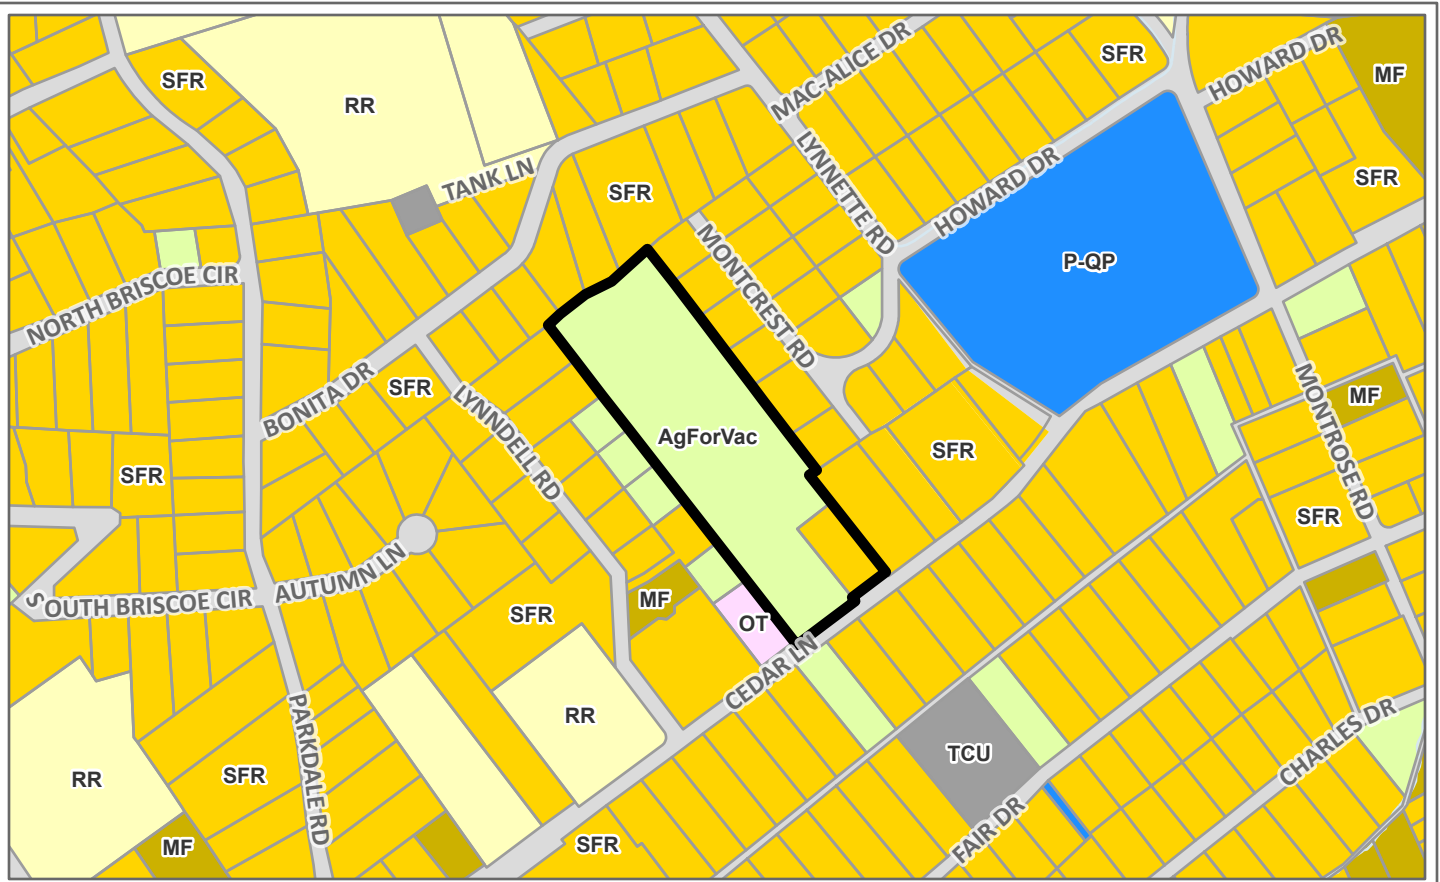 MAC-ALICE DR
SFR
HOWARD DR
MF
SFR
RR
TANK LN
SFR
LYNNETTE RD
HOWARD DR
SFR
P-QP
NORTH BRISCOE CIR
MONTCREST RD
BONITA DR
SFR
LYNNDELL RD
AgForVac
SFR
MF
MONTROSE RD
SFR
SFR
AUTUMN LN
SOUTH BRISCOE CIR
SFR
MF
OT
CEDAR LN
RR
PARKDALE RD
TCU
CHARLES DR
RR
SFR
FAIR DR
MF
SFR